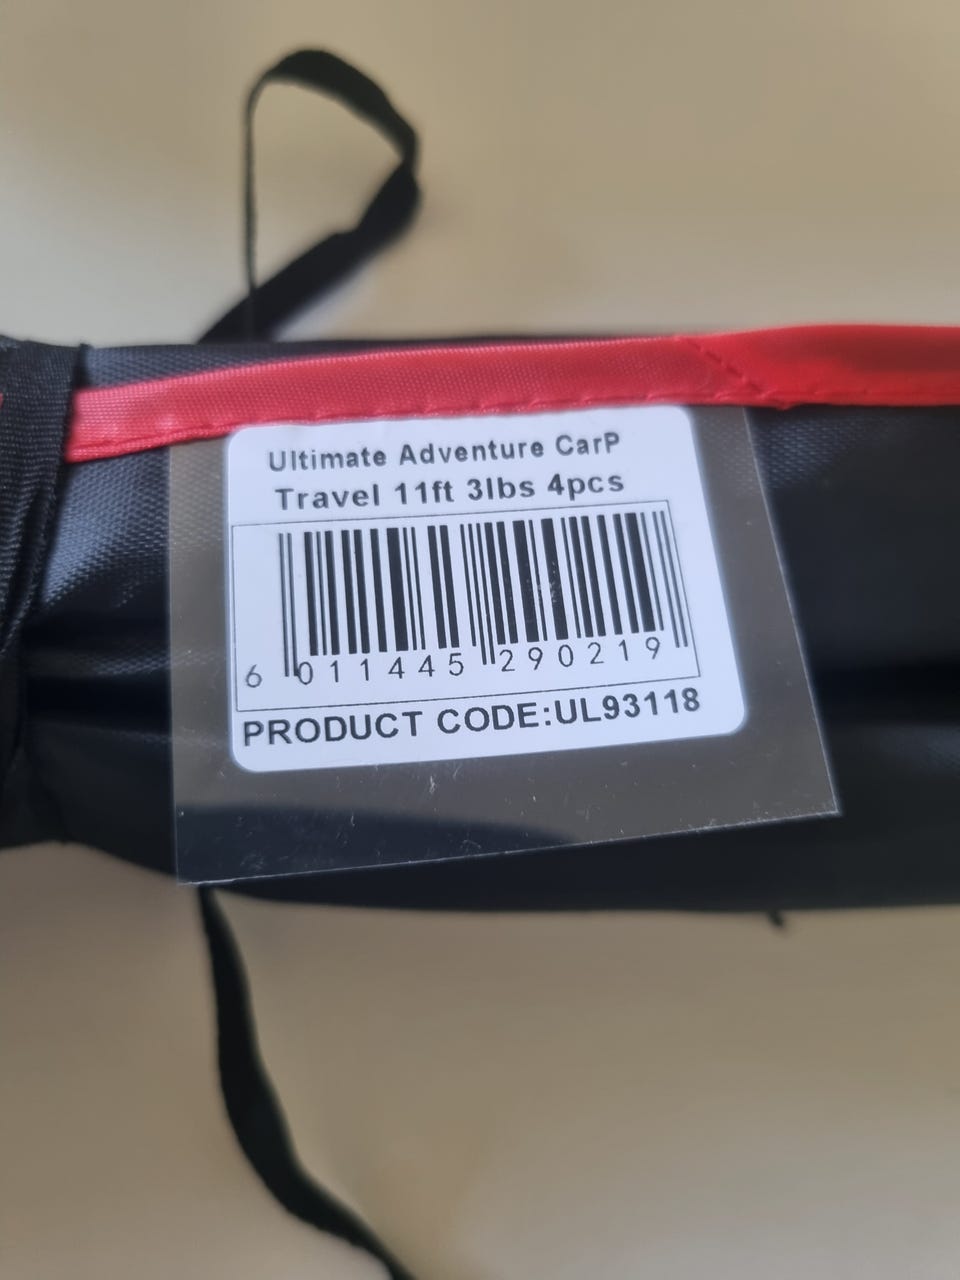 Ultimate Adventure CarP
Travel 11ft 3lbs 4pcs
6 011445 290219
PRODUCT CODE:UL93118